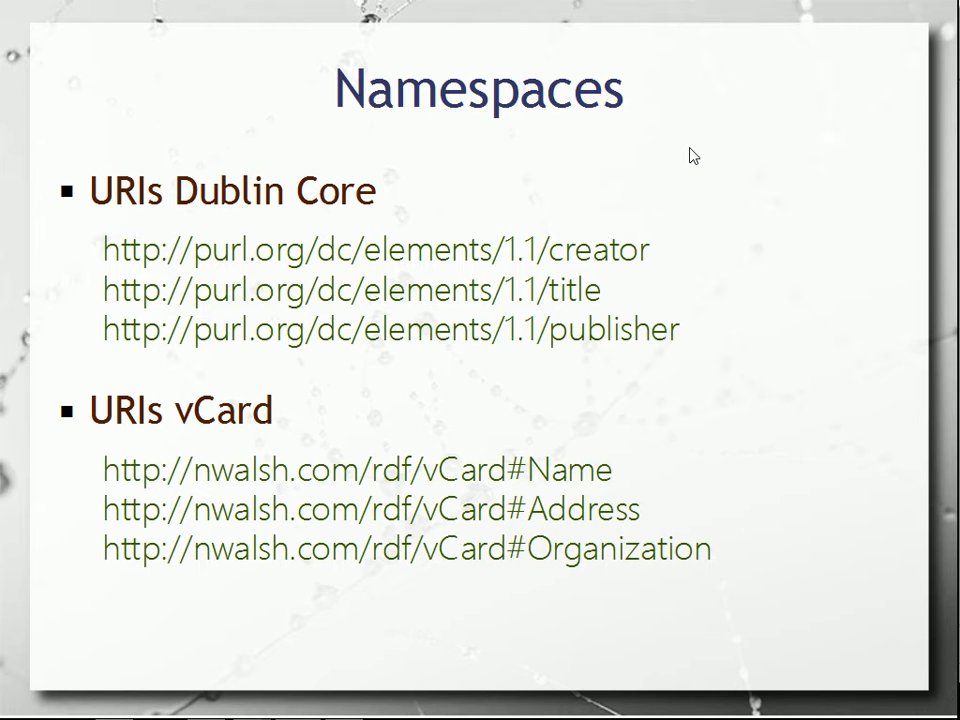 Namespaces
URIs Dublin Core
http://purl.org/dc/elements/1.1/creator
http://purl.org/dc/elements/1.1/title
http://purl.org/dc/elements/1.1/publisher
URIs vCard
http://nwalsh.com/rdf/vCard#Name
http://nwalsh.com/rdf/vCard#Address
http://nwalsh.com/rdf/vCard#Organization